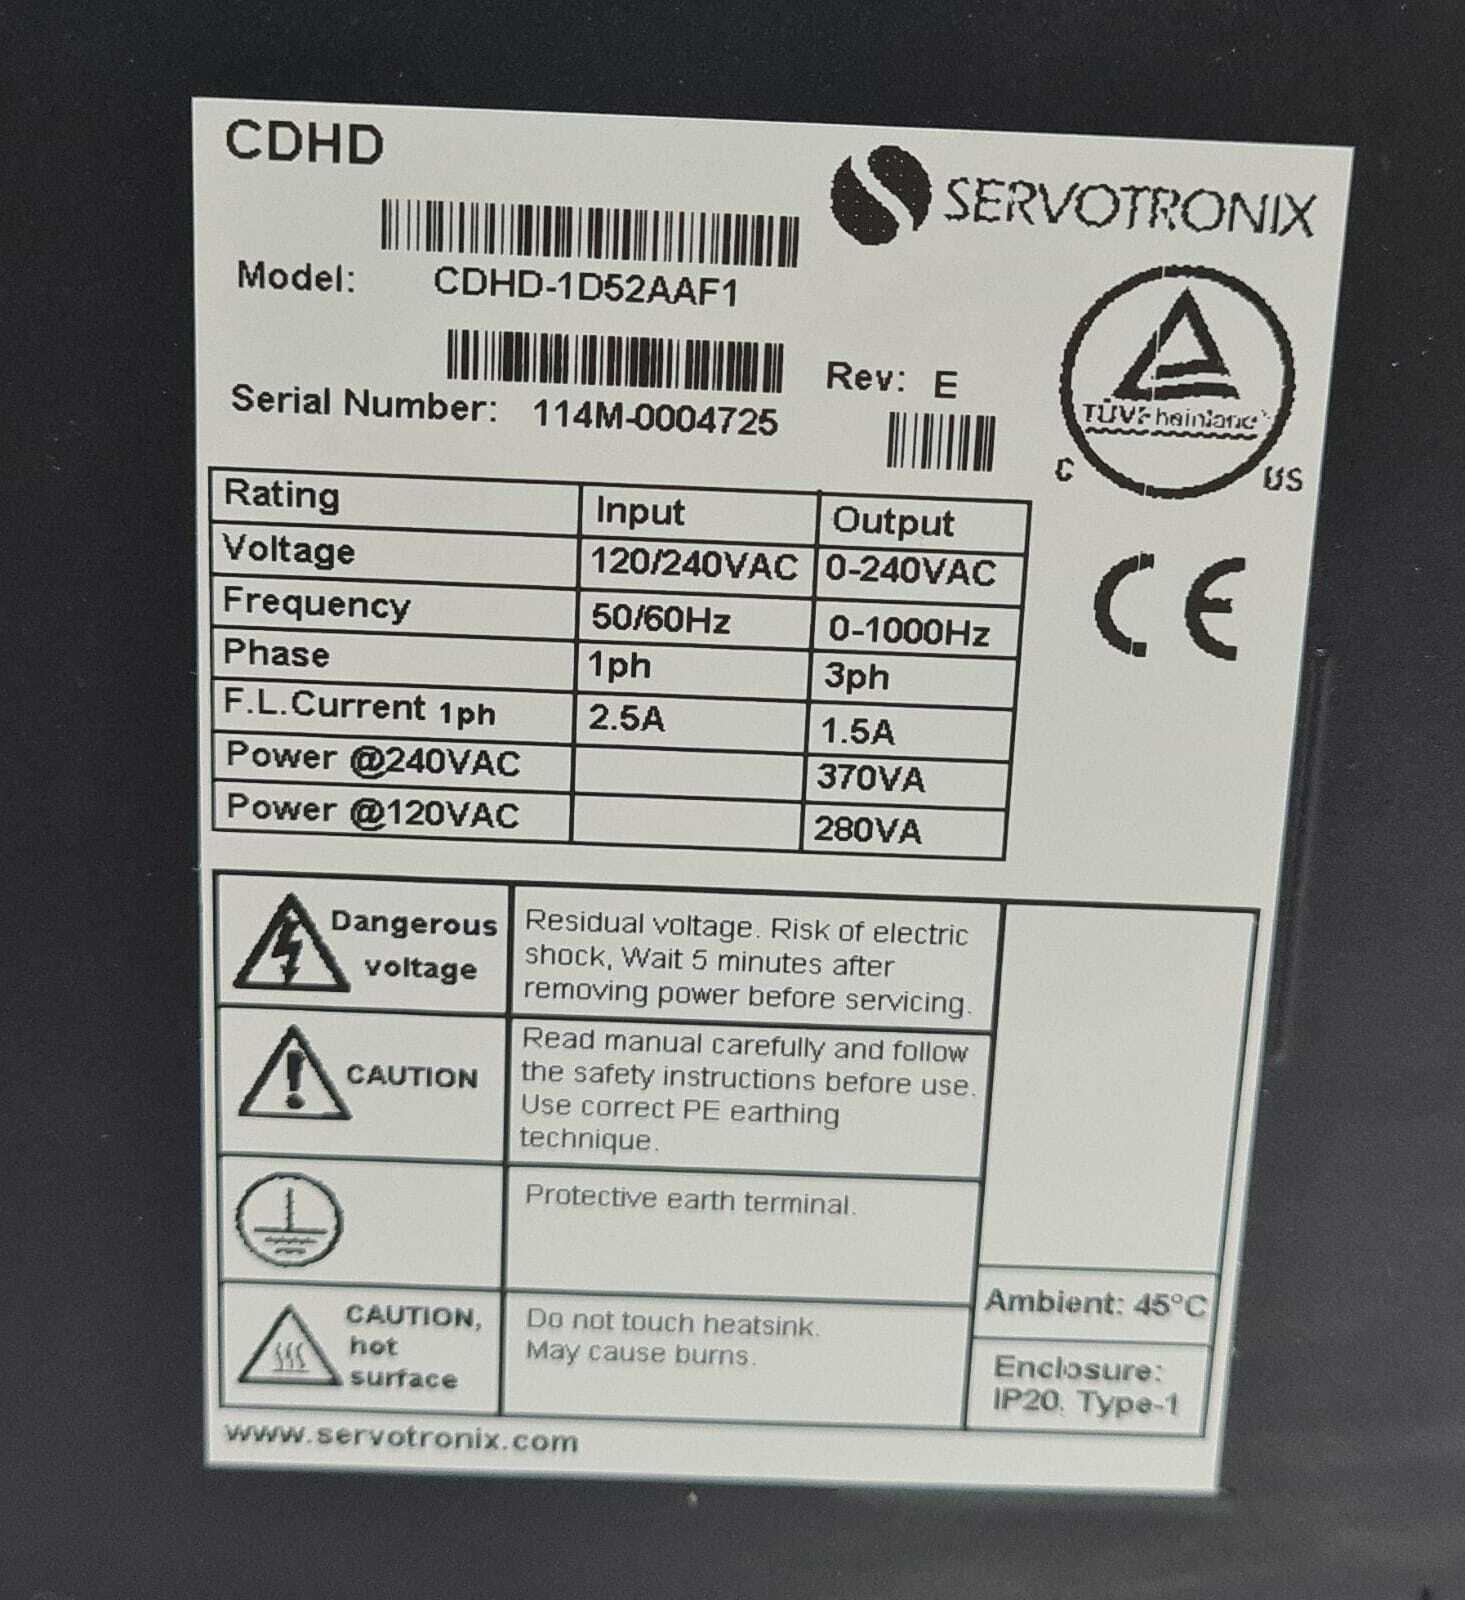 CDHD
SERVOTRONIX
Model: CDHD-1D52AAF1
Serial Number: 114M-0004725
Rev: E
TÜVRheinland
C US
CE
Rating Input Output
Voltage 120/240VAC 0-240VAC
Frequency 50/60Hz 0-1000Hz
Phase 1ph 3ph
F.L.Current 1ph 2.5A 1.5A
Power @240VAC 370VA
Power @120VAC 280VA
Dangerous
voltage
Residual voltage. Risk of electric
shock, Wait 5 minutes after
removing power before servicing.
CAUTION
Read manual carefully and follow
the safety instructions before use.
Use correct PE earthing
technique.
Protective earth terminal.
CAUTION,
hot
surface
Do not touch heatsink.
May cause burns.
Ambient: 45°C
Enclosure:
IP20, Type-1
www.servotronix.com